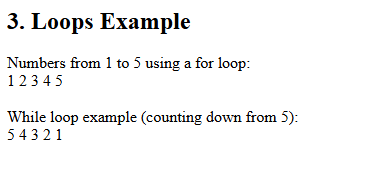 3. Loops Example
Numbers from 1 to 5 using a for loop:
1 2 3 4 5
While loop example (counting down from 5):
5 4 3 2 1